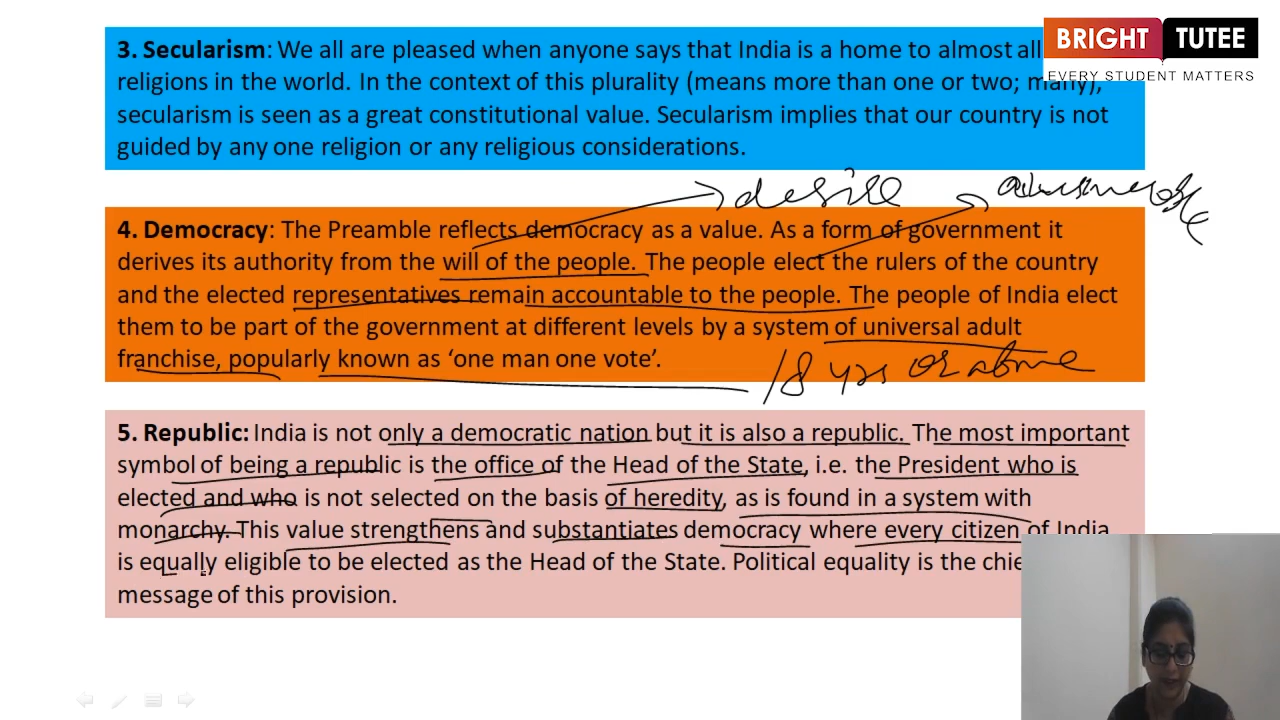 BRIGHT TUTEE
EVERY STUDENT MATTERS
3. Secularism: We all are pleased when anyone says that India is a home to almost all
religions in the world. In the context of this plurality (means more than one or two; many),
secularism is seen as a great constitutional value. Secularism implies that our country is not
guided by any one religion or any religious considerations.
desire
4. Democracy: The Preamble reflects democracy as a value. As a form of government it
derives its authority from the will of the people. The people elect the rulers of the country
and the elected representatives remain accountable to the people. The people of India elect
them to be part of the government at different levels by a system of universal adult
franchise, popularly known as ‘one man one vote’.
18 yrs or above
5. Republic: India is not only a democratic nation but it is also a republic. The most important
symbol of being a republic is the office of the Head of the State, i.e. the President who is
elected and who is not selected on the basis of heredity, as is found in a system with
monarchy. This value strengthens and substantiates democracy where every citizen of India
is equally eligible to be elected as the Head of the State. Political equality is the
message of this provision.